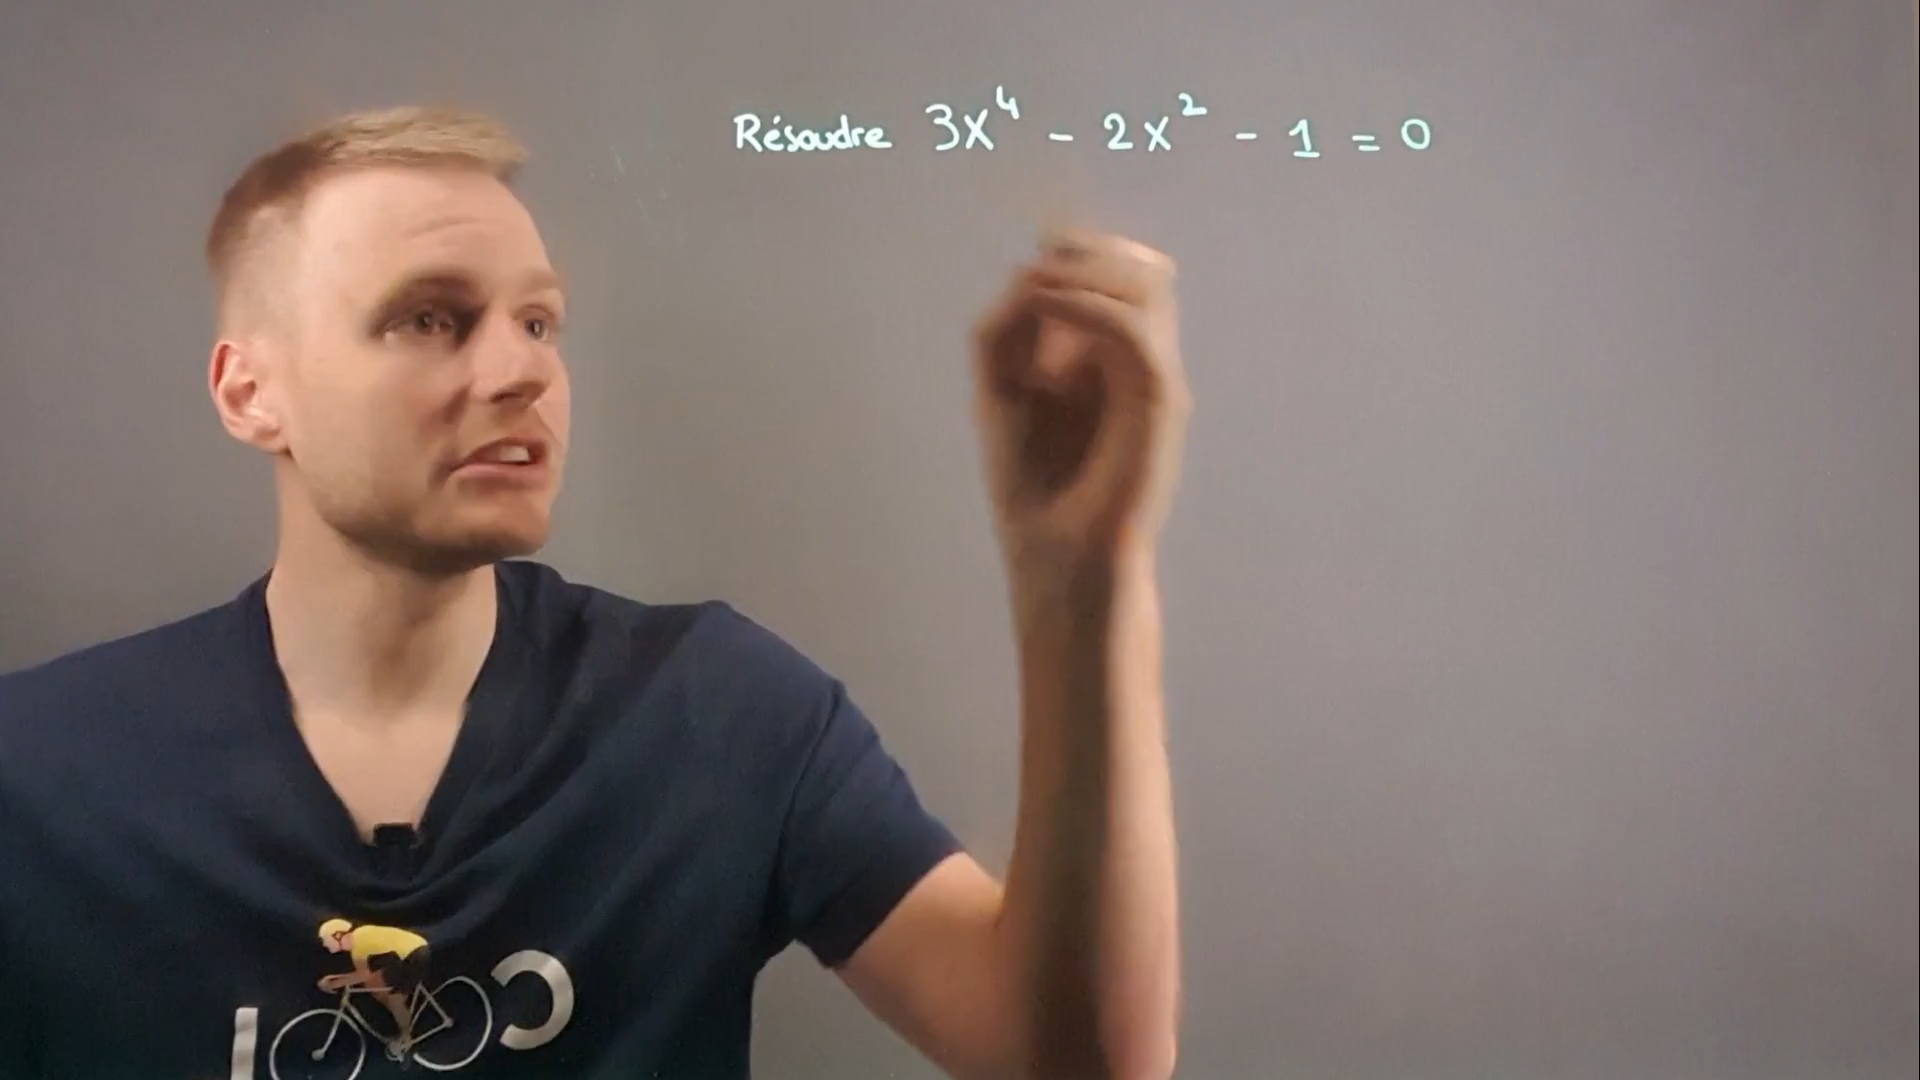 Résoudre 3x⁴ - 2x² - 1 = 0